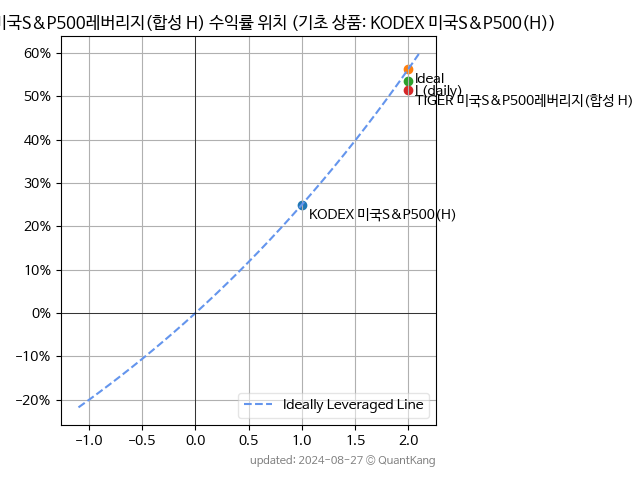 미국S&P500레버리지(합성 H) 수익률 위치 (기초 상품: KODEX 미국S&P500(H))
60%
50%
40%
30%
20%
10%
0%
−10%
−20%
Ideal
L(daily)
TIGER 미국S&P500레버리지(합성 H)
KODEX 미국S&P500(H)
Ideally Leveraged Line
−1.0 −0.5 0.0 0.5 1.0 1.5 2.0
updated: 2024-08-27 © QuantKang